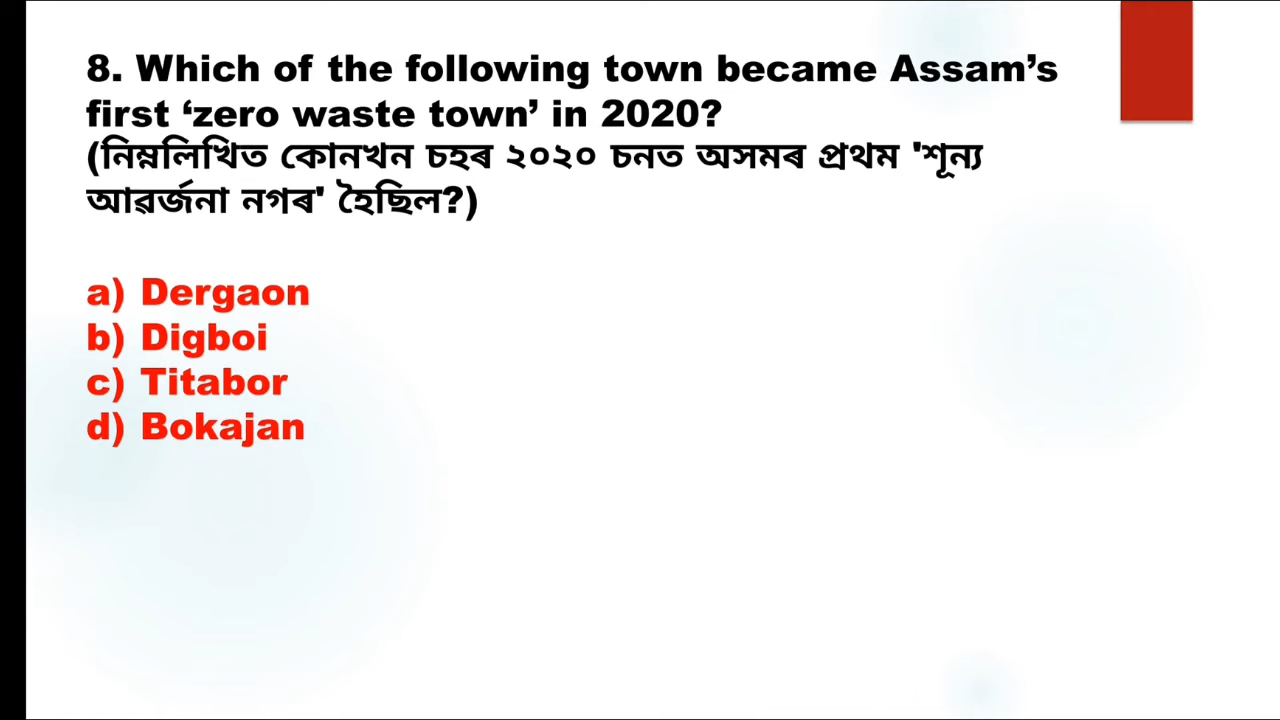 8. Which of the following town became Assam’s
first ‘zero waste town’ in 2020?
(নিম্নলিখিত কোনখন চহৰ ২০২০ চনত অসমৰ প্ৰথম 'শূন্য
আৱৰ্জনা নগৰ' হৈছিল?)
a) Dergaon
b) Digboi
c) Titabor
d) Bokajan